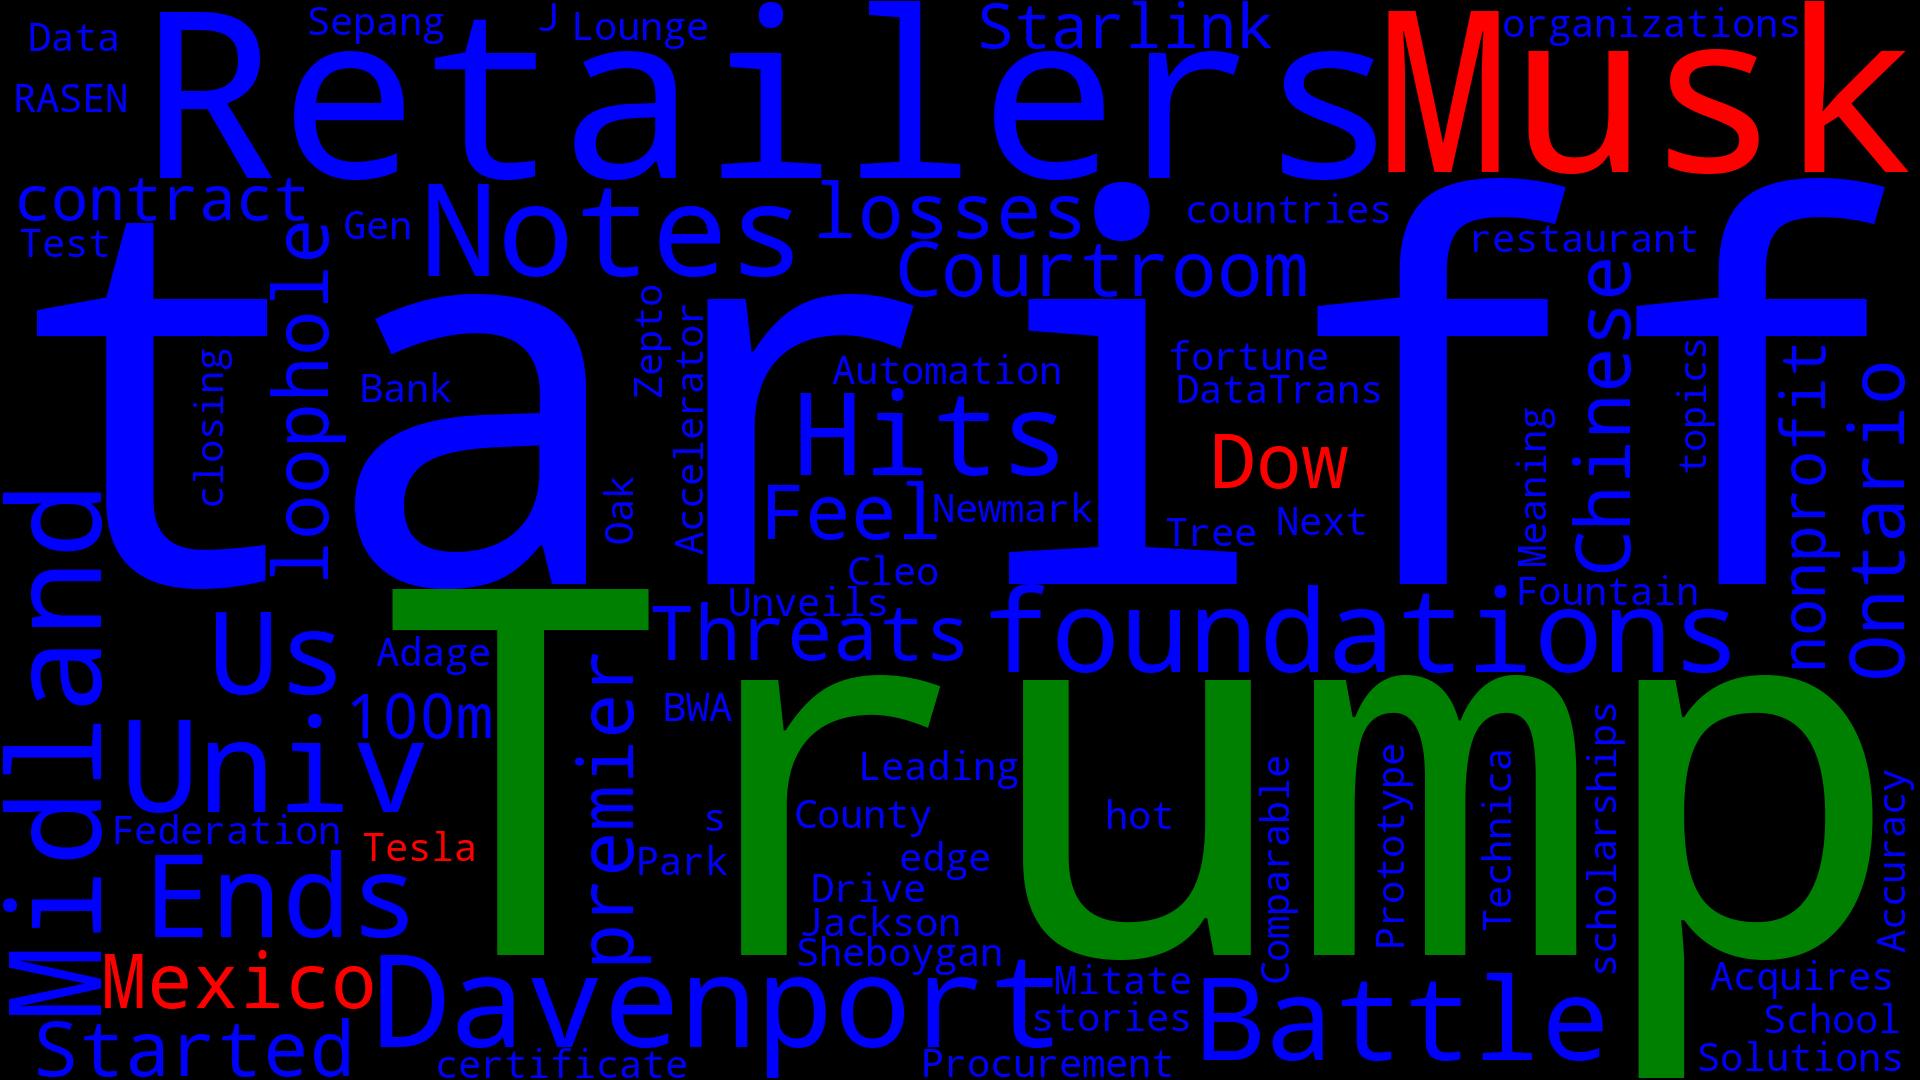 Data
Sepang
J
Lounge
Starlink
Musk
organizations
Retailers
RASEN
contract
Test
loophole
Gen
Notes
losses
Courtroom
countries
restaurant
tariff
closing
Bank
Zepto
Accelerator
Automation
fortune
DataTrans
Hits
Dow
Feel
Newmark
Oak
Tree
Next
Meaning
Chinese
topics
nonprofit
Ontario
Cleo
Unveils
Threats
foundations
Fountain
Midland
Us
Adage
100m
Trump
premier
BWA
Univ
Federation
Tesla
Leading
s
County
hot
Park
edge
Drive
Jackson
Sheboygan
Comparable
Prototype
Technica
scholarships
Accuracy
Ends
Mexico
Davenport
Mitate
stories
Battle
Acquires
School
Solutions
Started
certificate
Procurement